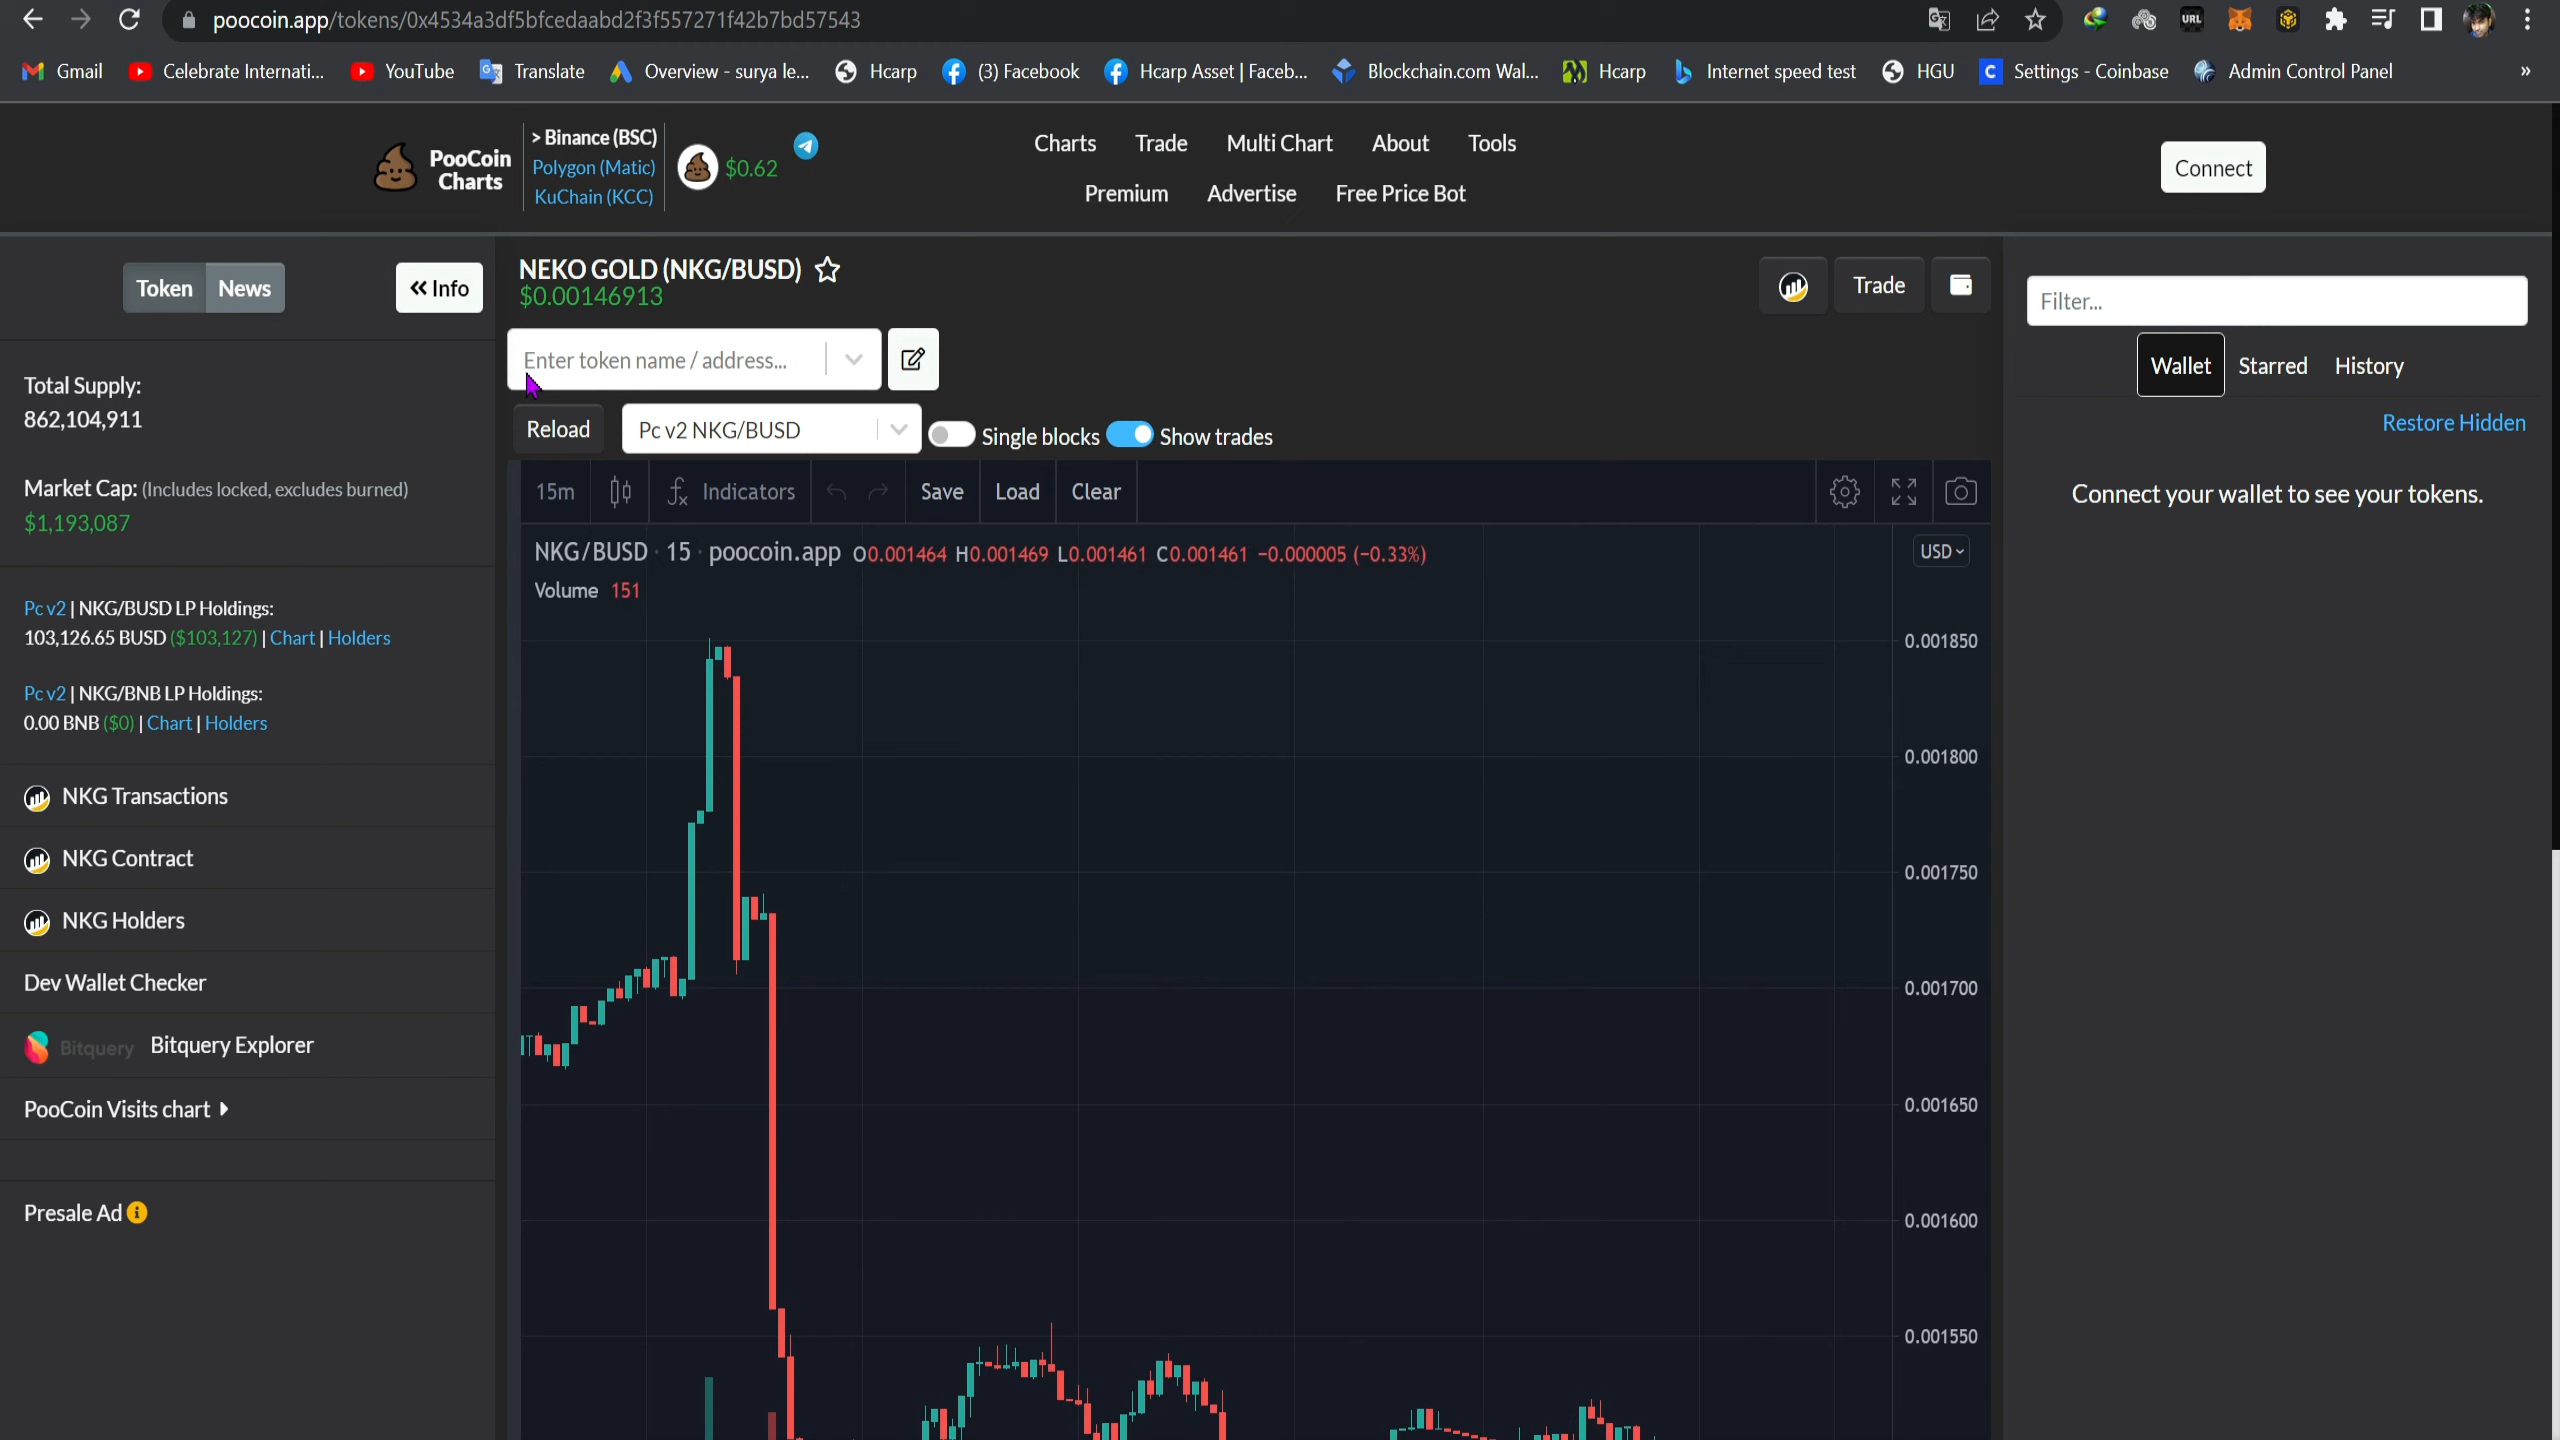 poocoin.app/tokens/0x4534a3df5bfcedaabd2f3f557271f42b7bd57543
URL
Gmail
Celebrate Internati...
YouTube
Translate
Overview - surya le...
Hcarp
(3) Facebook
Hcarp Asset | Faceb...
Blockchain.com Wal...
Hcarp
Internet speed test
HGU
Settings - Coinbase
Admin Control Panel
»
PooCoin
Charts
> Binance (BSC)
Polygon (Matic)
KuChain (KCC)
$0.62
Charts
Trade
Multi Chart
About
Tools
Premium
Advertise
Free Price Bot
Connect
Token
News
« Info
Total Supply:
862,104,911
Market Cap: (Includes locked, excludes burned)
$1,193,087
Pc v2 | NKG/BUSD LP Holdings:
103,126.65 BUSD ($103,127) | Chart | Holders
Pc v2 | NKG/BNB LP Holdings:
0.00 BNB ($0) | Chart | Holders
NKG Transactions
NKG Contract
NKG Holders
Dev Wallet Checker
Bitquery Bitquery Explorer
PooCoin Visits chart
Presale Ad
NEKO GOLD (NKG/BUSD)
$0.00146913
Trade
Enter token name / address...
Reload
Pc v2 NKG/BUSD
Single blocks
Show trades
15m
Indicators
Save
Load
Clear
NKG/BUSD · 15 · poocoin.app O0.001464 H0.001469 L0.001461 C0.001461 −0.000005 (−0.33%)
USD
Volume 151
0.001850
0.001800
0.001750
0.001700
0.001650
0.001600
0.001550
Filter...
Wallet
Starred
History
Restore Hidden
Connect your wallet to see your tokens.